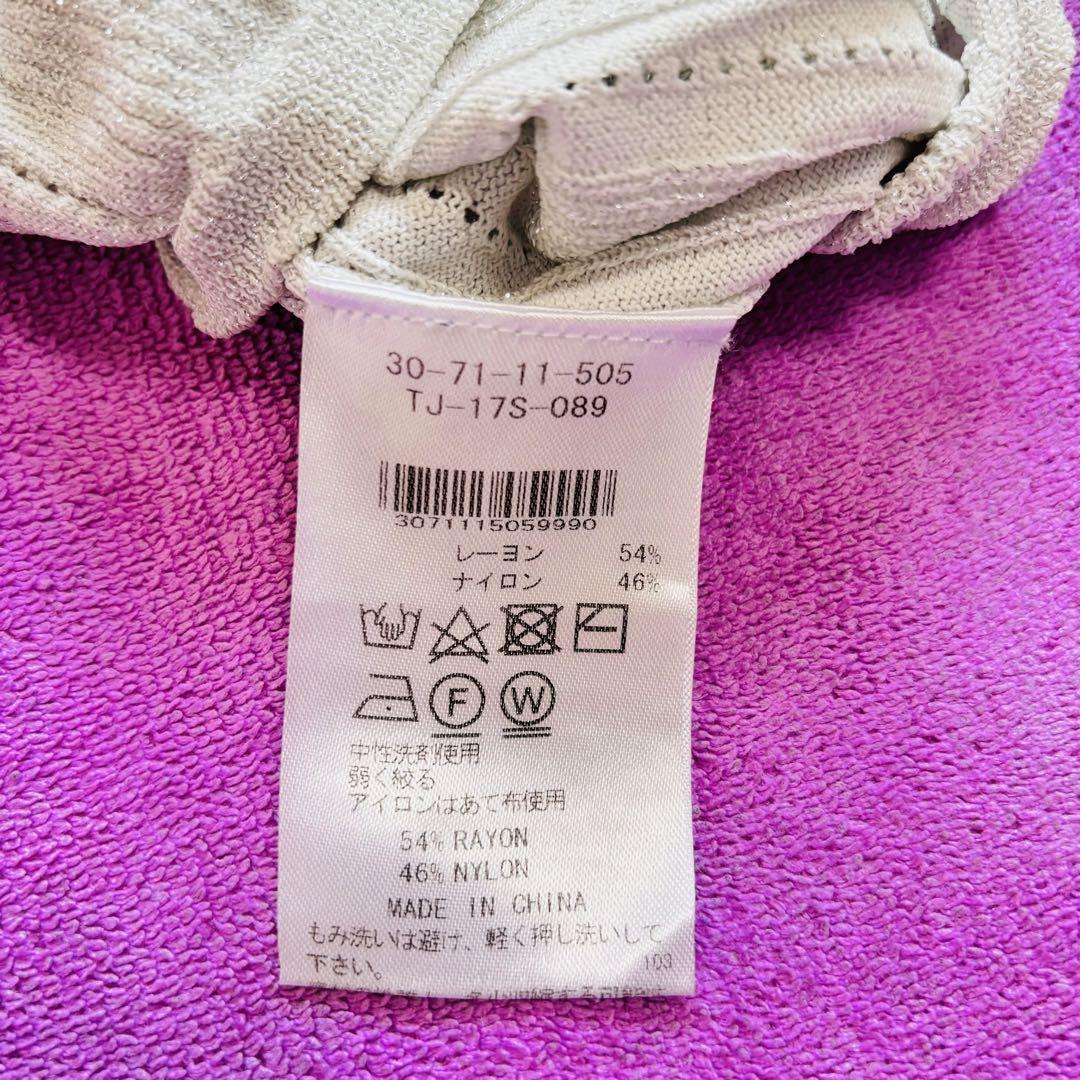 30-71-11-505
TJ-17S-089
3071115059990
レーヨン 54%
ナイロン 46%
F W
中性洗剤使用
弱く絞る
アイロンはあて布使用
54% RAYON
46% NYLON
MADE IN CHINA
もみ洗いは避け、軽く押し洗いして
下さい。 103